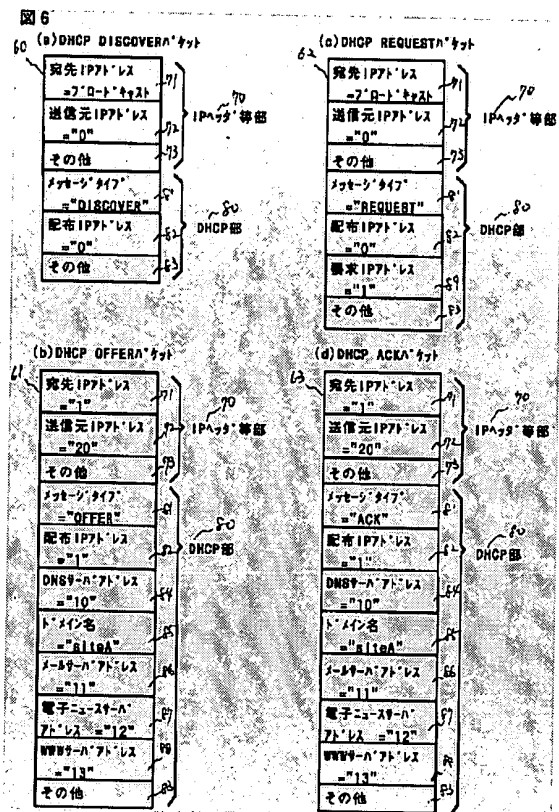 図6
(a)DHCP DISCOVERパケット
60
宛先IPアドレス
=ブロードキャスト
71
送信元IPアドレス
="0"
72
その他
73
IPヘッダ等部
70
メッセージタイプ
="DISCOVER"
81
配布IPアドレス
="0"
82
その他
83
80
DHCP部
(c)DHCP REQUESTパケット
62
宛先IPアドレス
=ブロードキャスト
71
送信元IPアドレス
="0"
72
その他
73
70
IPヘッダ等部
メッセージタイプ
="REQUEST"
81
配布IPアドレス
="0"
82
要求IPアドレス
="1"
89
その他
83
80
DHCP部
(b)DHCP OFFERパケット
61
宛先IPアドレス
="1"
71
送信元IPアドレス
="20"
72
その他
73
70
IPヘッダ等部
メッセージタイプ
="OFFER"
81
配布IPアドレス
="1"
82
DNSサーバアドレス
="10"
84
ドメイン名
="siteA"
85
メールサーバアドレス
="11"
86
電子ニュースサーバ
アドレス ="12"
87
WWWサーバアドレス
="13"
88
その他
83
80
DHCP部
(d)DHCP ACKパケット
63
宛先IPアドレス
="1"
71
送信元IPアドレス
="20"
72
その他
73
70
IPヘッダ等部
メッセージタイプ
="ACK"
81
配布IPアドレス
="1"
82
DNSサーバアドレス
="10"
84
ドメイン名
="siteA"
85
メールサーバアドレス
="11"
86
電子ニュースサーバ
アドレス ="12"
87
WWWサーバアドレス
="13"
88
その他
83
80
DHCP部